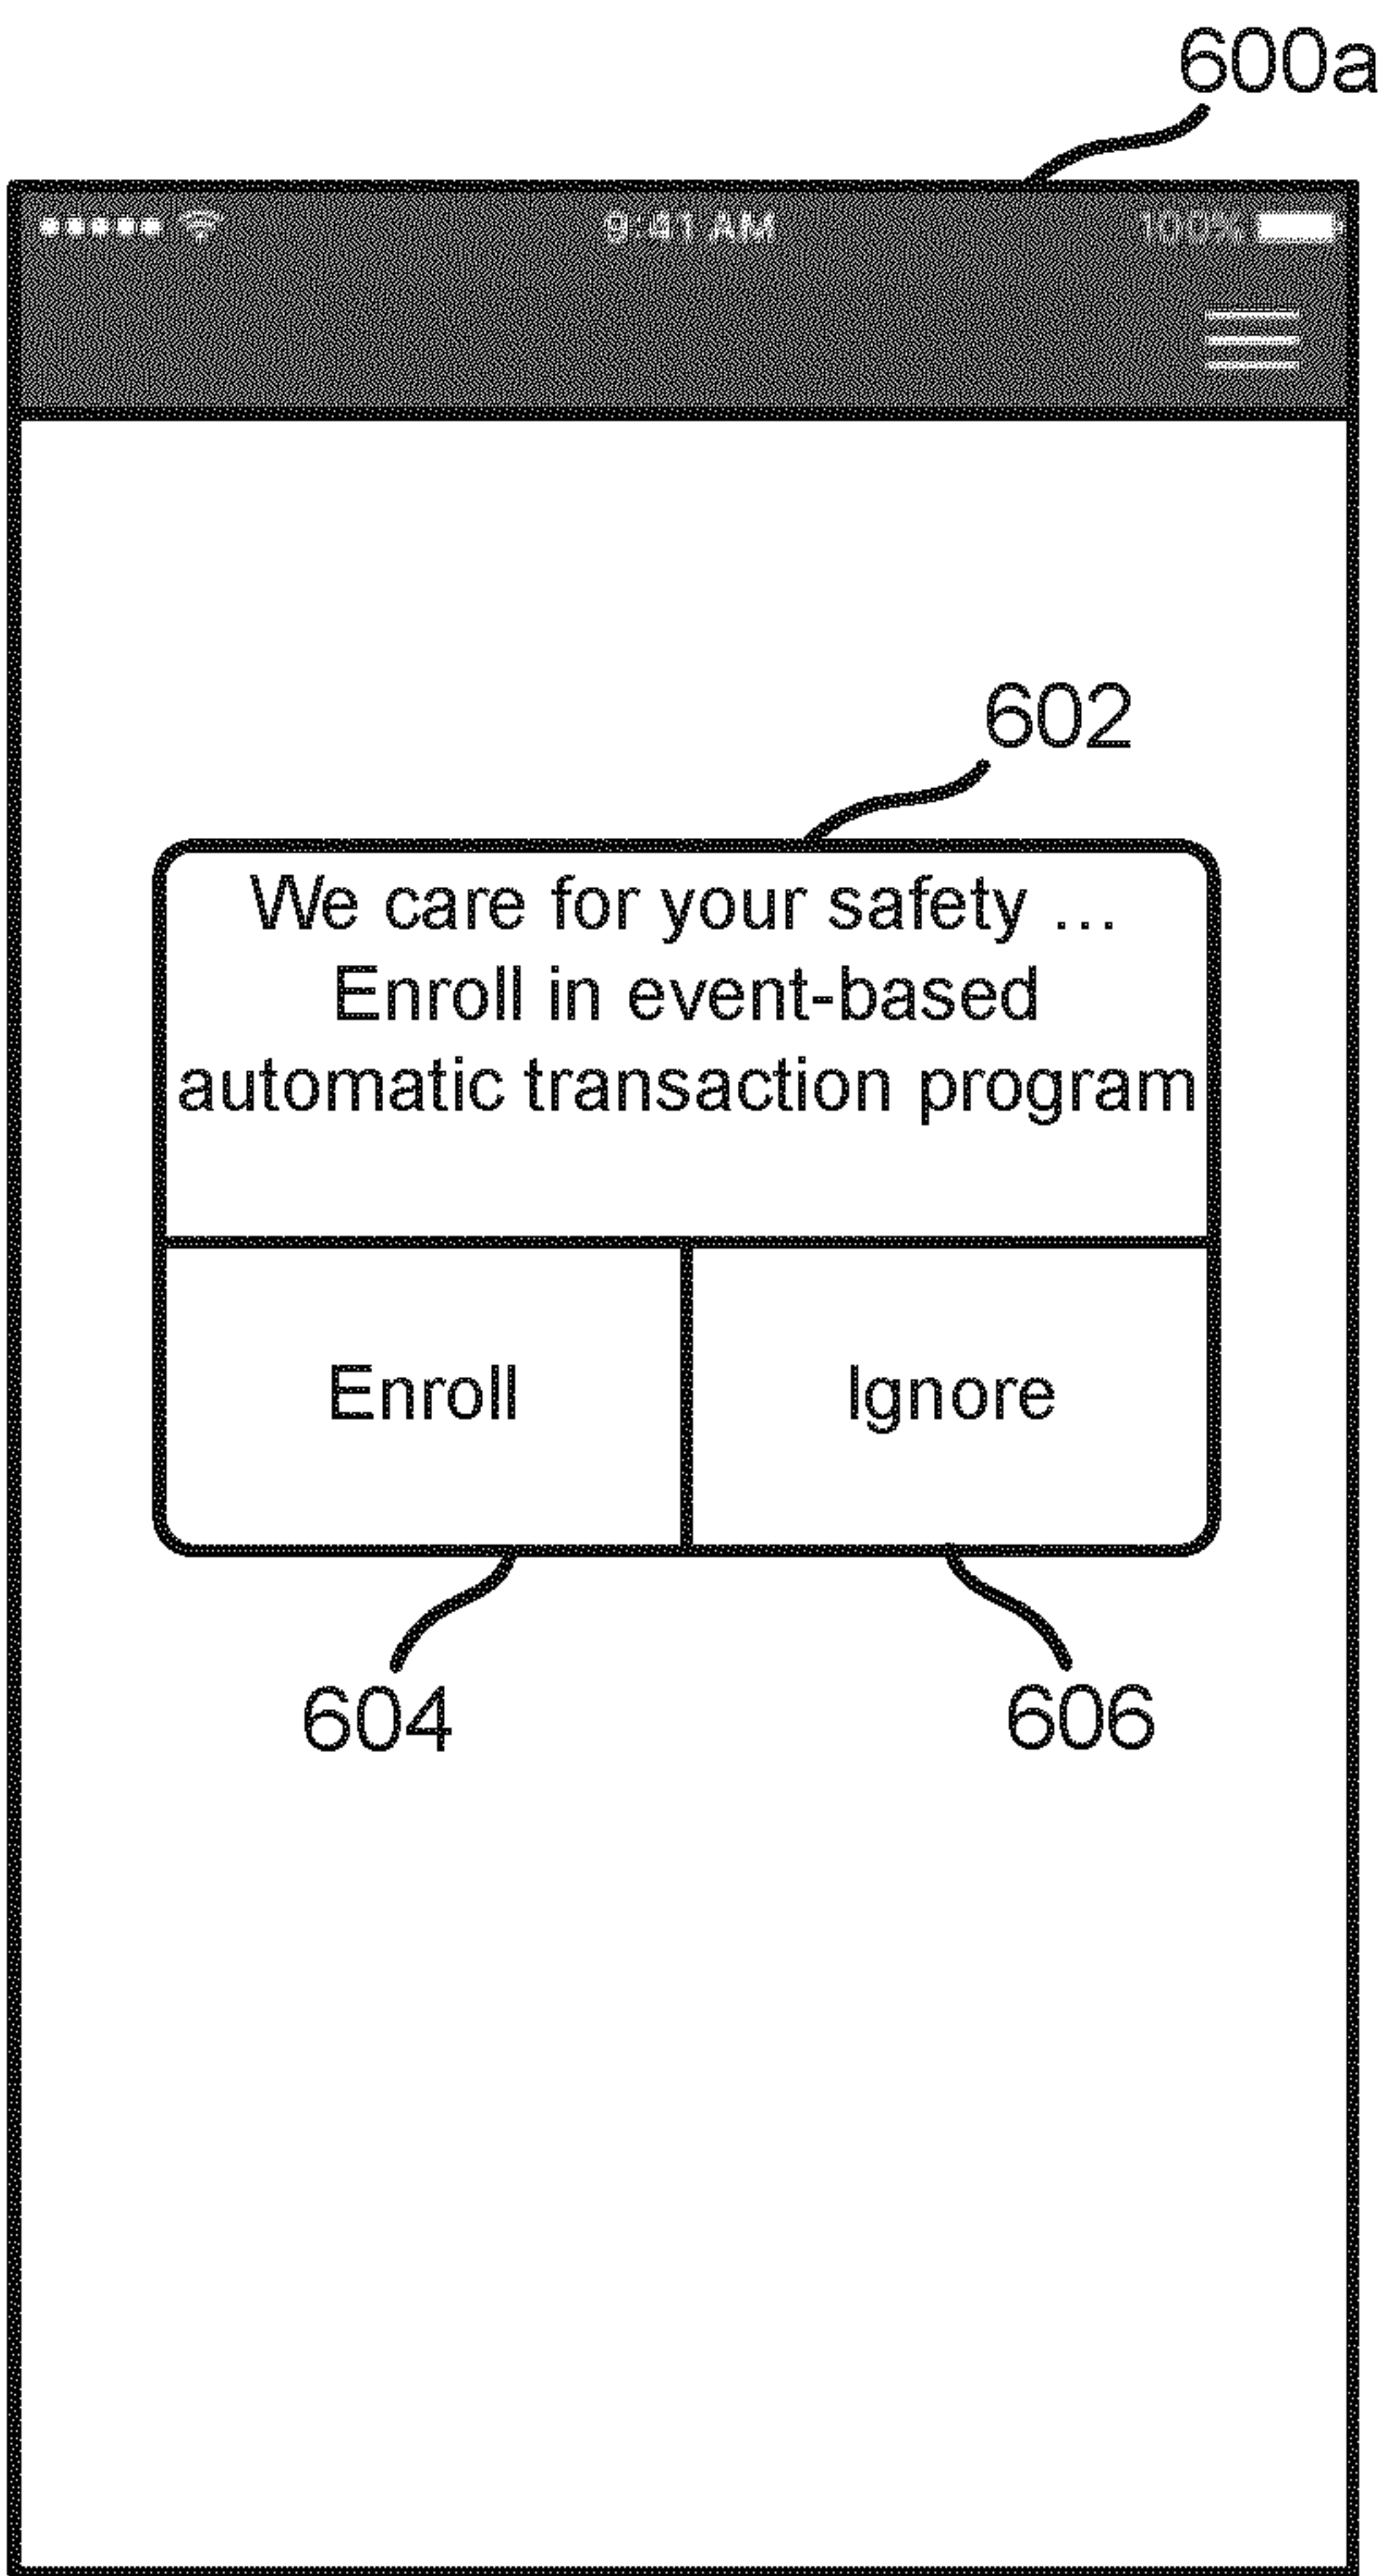 600a
9:41 AM 100%
602
We care for your safety ...
Enroll in event-based
automatic transaction program
Enroll Ignore
604 606